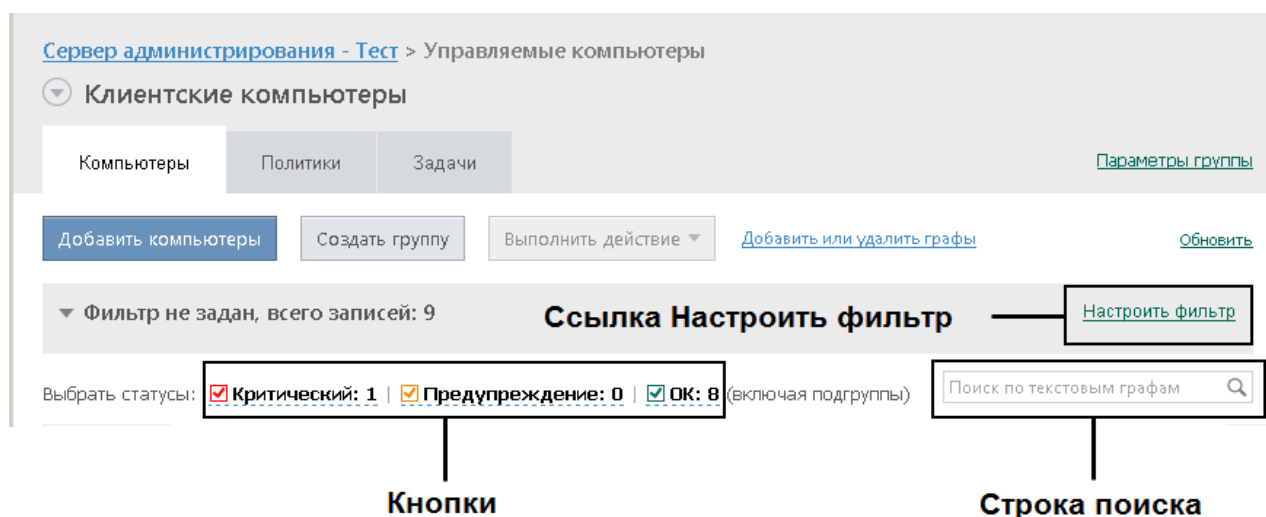 Сервер администрирования - Тест > Управляемые компьютеры
Клиентские компьютеры
Компьютеры Политики Задачи Параметры группы
Добавить компьютеры Создать группу Выполнить действие Добавить или удалить графы Обновить
Фильтр не задан, всего записей: 9 Ссылка Настроить фильтр Настроить фильтр
Выбрать статусы: Критический: 1 | Предупреждение: 0 | ОК: 8 (включая подгруппы) Поиск по текстовым графам
Кнопки Строка поиска